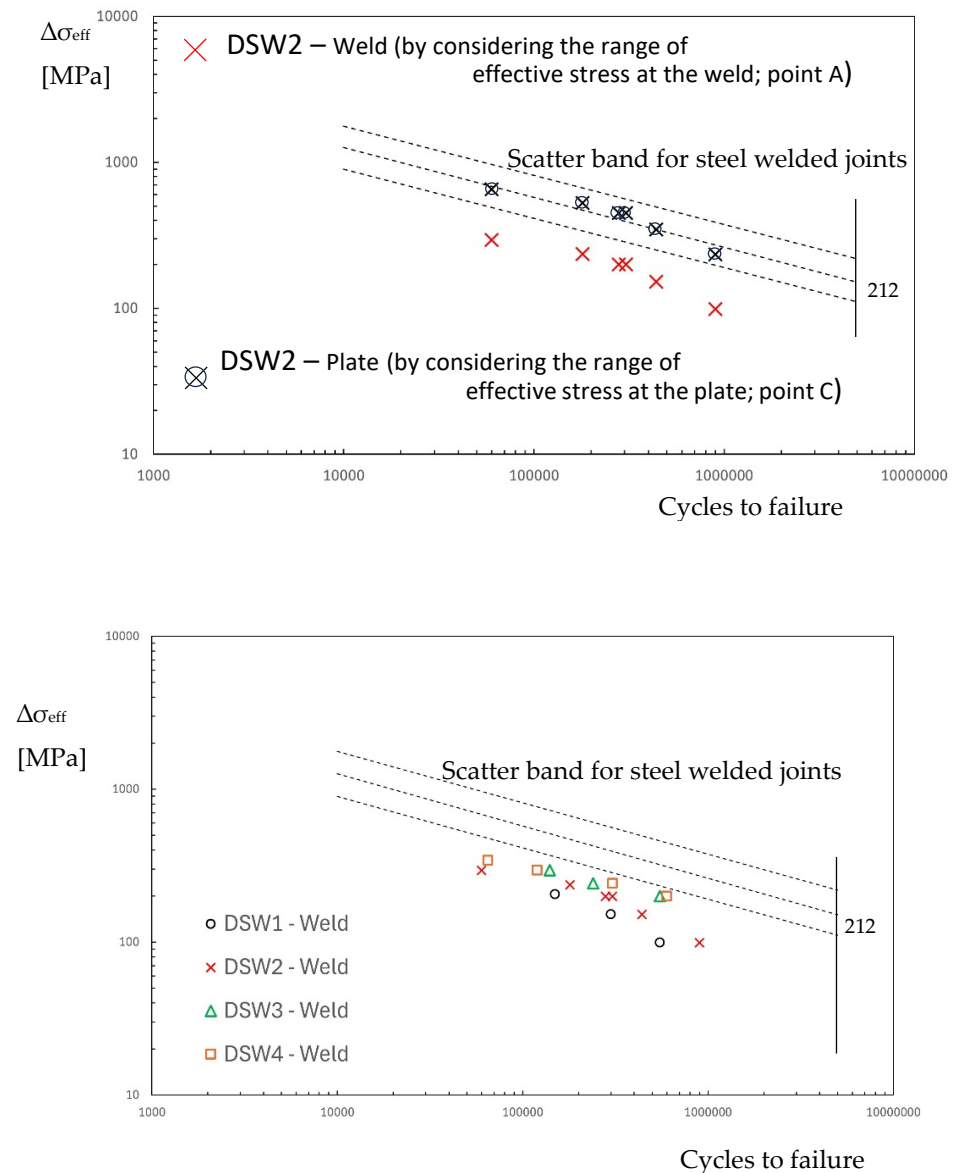 10000
Δσeff
[MPa]
DSW2 – Weld (by considering the range of
effective stress at the weld; point A)
1000
Scatter band for steel welded joints
212
100
DSW2 – Plate (by considering the range of
effective stress at the plate; point C)
10
1000 10000 100000 1000000 10000000
Cycles to failure
10000
Δσeff
[MPa]
1000
Scatter band for steel welded joints
212
100
DSW1 - Weld
DSW2 - Weld
DSW3 - Weld
DSW4 - Weld
10
1000 10000 100000 1000000 10000000
Cycles to failure